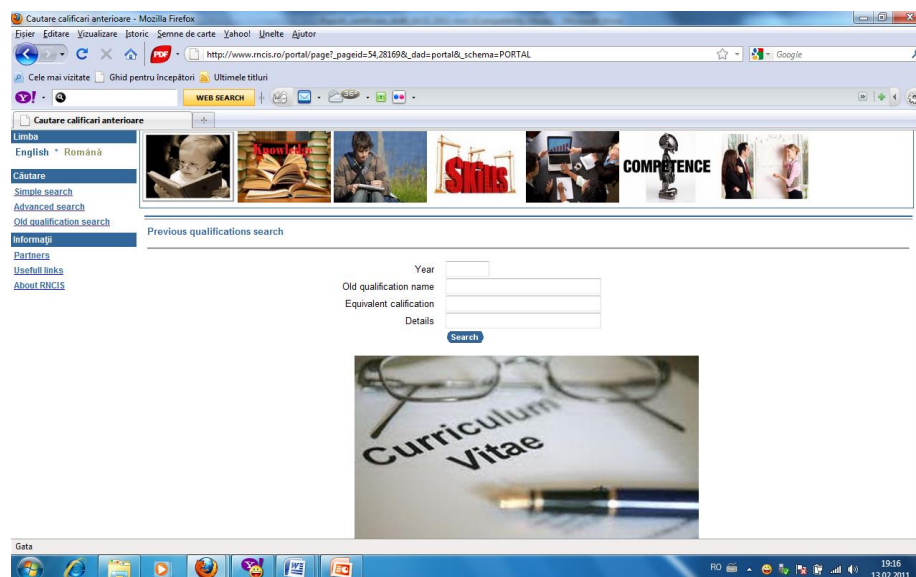 Cautare calificari anterioare - Mozilla Firefox
Fișier Editare Vizualizare Istoric Semne de carte Yahoo! Unelte Ajutor
PDF http://www.rncis.ro/portal/page?_pageid=54,28169&_dad=portal&_schema=PORTAL Google
Cele mai vizitate Ghid pentru începători Ultimele titluri
Y! WEB SEARCH
Cautare calificari anterioare
Limba
English * Română
Căutare
Simple search
Advanced search
Old qualification search
Informaţii
Partners
Usefull links
About RNCIS
Knowledge
Skills
COMPETENCE
Previous qualifications search
Year
Old qualification name
Equivalent calification
Details
Search
Curriculum
Vitae
Gata
RO 19:16
13.02.2011